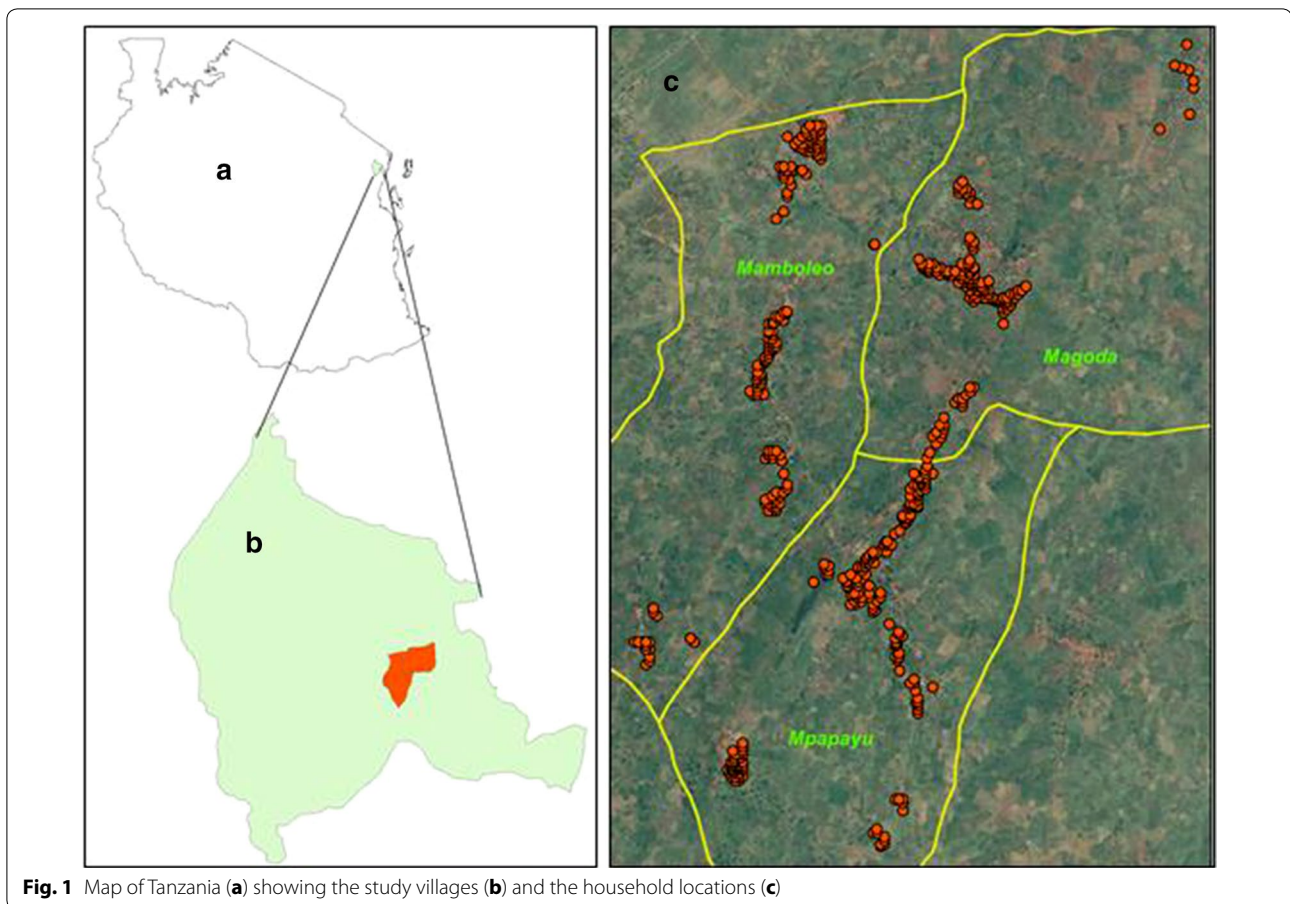 a
b
c
Mamboleo
Magoda
Mpapayu
Fig. 1 Map of Tanzania (a) showing the study villages (b) and the household locations (c)